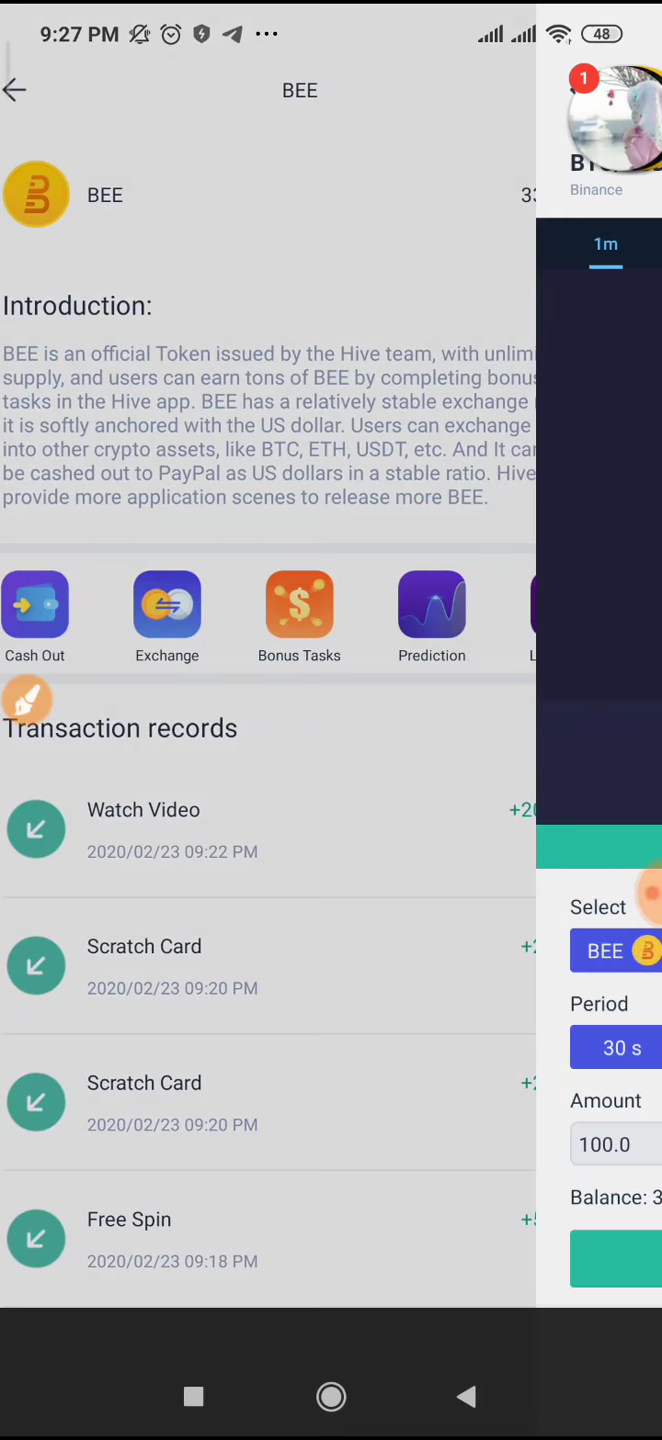 9:27 PM
48
BEE
1
BEE
Binance
1m
Introduction:
BEE is an official Token issued by the Hive team, with
supply, and users can earn tons of BEE by completing
tasks in the Hive app. BEE has a relatively stable exchange
it is softly anchored with the US dollar. Users can exchange
into other crypto assets, like BTC, ETH, USDT, etc. And It
be cashed out to PayPal as US dollars in a stable ratio. Hive
provide more application scenes to release more BEE.
Cash Out
Exchange
Bonus Tasks
Prediction
Transaction records
Watch Video
2020/02/23 09:22 PM
Scratch Card
2020/02/23 09:20 PM
Scratch Card
2020/02/23 09:20 PM
Free Spin
2020/02/23 09:18 PM
Select
BEE
Period
30 s
Amount
100.0
Balance: